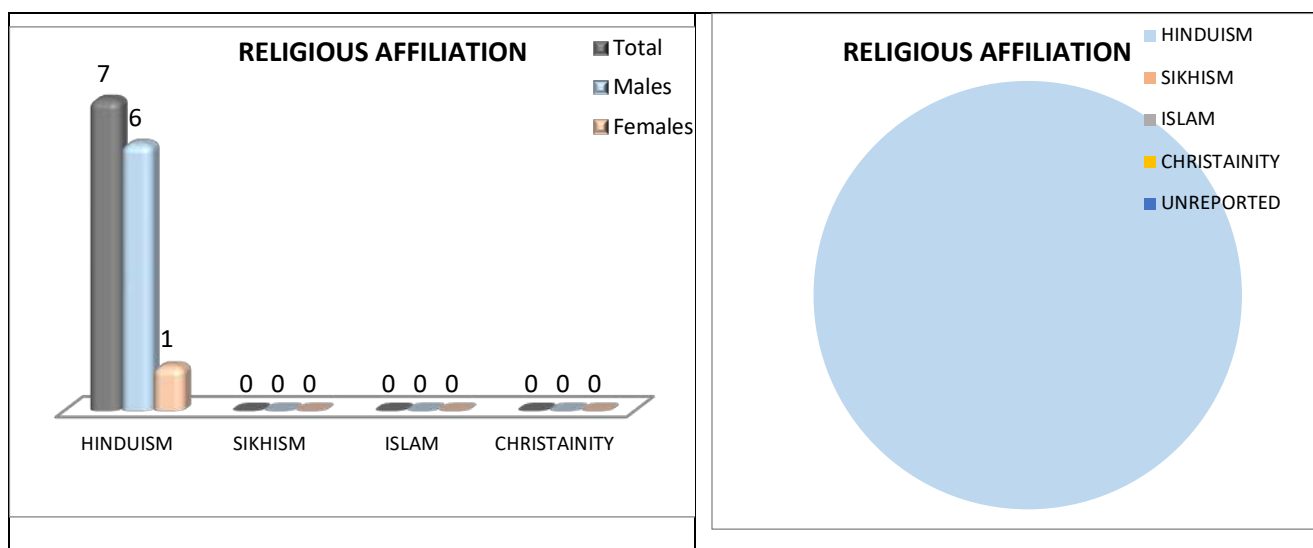 RELIGIOUS AFFILIATION
Total
Males
Females
7
6
1
0 0 0
0 0 0
0 0 0
HINDUISM
SIKHISM
ISLAM
CHRISTAINITY
RELIGIOUS AFFILIATION
HINDUISM
SIKHISM
ISLAM
CHRISTAINITY
UNREPORTED